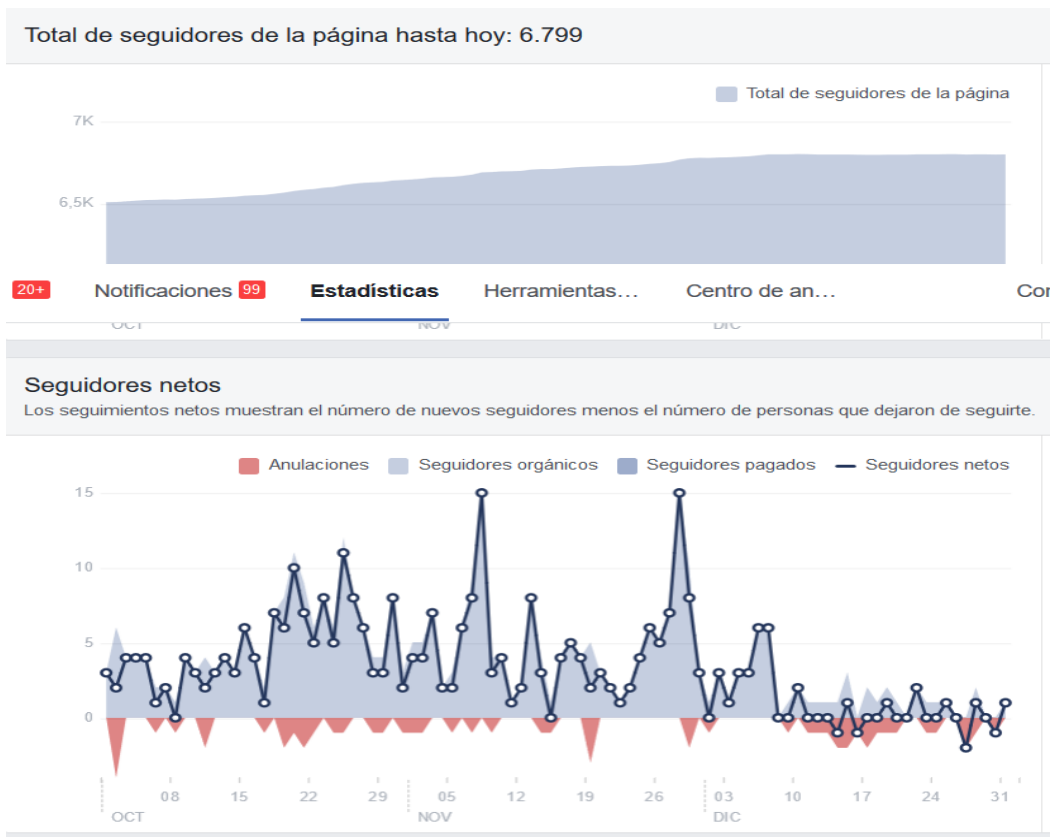 Total de seguidores de la página hasta hoy: 6.799
Total de seguidores de la página
7K
6,5K
20+ Notificaciones 99 Estadísticas Herramientas… Centro de an… Cor
OCT NOV DIC
Seguidores netos
Los seguimientos netos muestran el número de nuevos seguidores menos el número de personas que dejaron de seguirte.
Anulaciones Seguidores orgánicos Seguidores pagados Seguidores netos
15
10
5
0
08 15 22 29 05 12 19 26 03 10 17 24 31
OCT NOV DIC